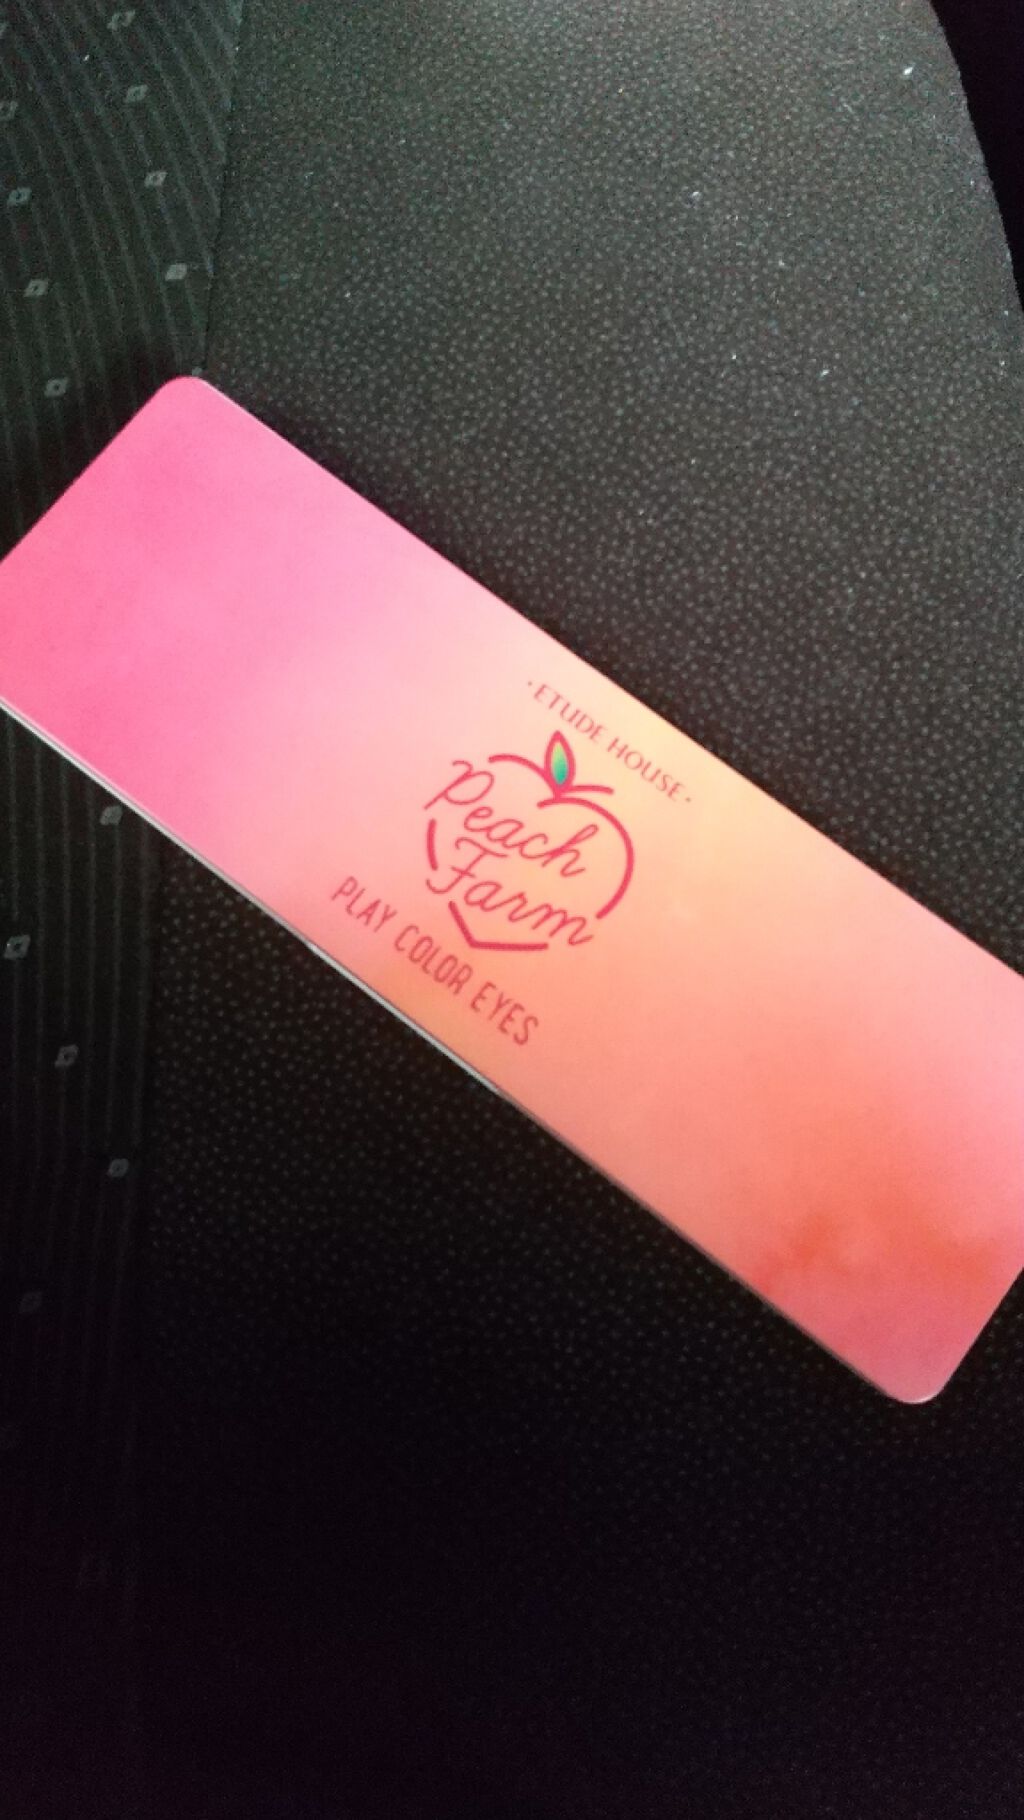 ·ETUDE HOUSE·
Peach
Farm
PLAY COLOR EYES